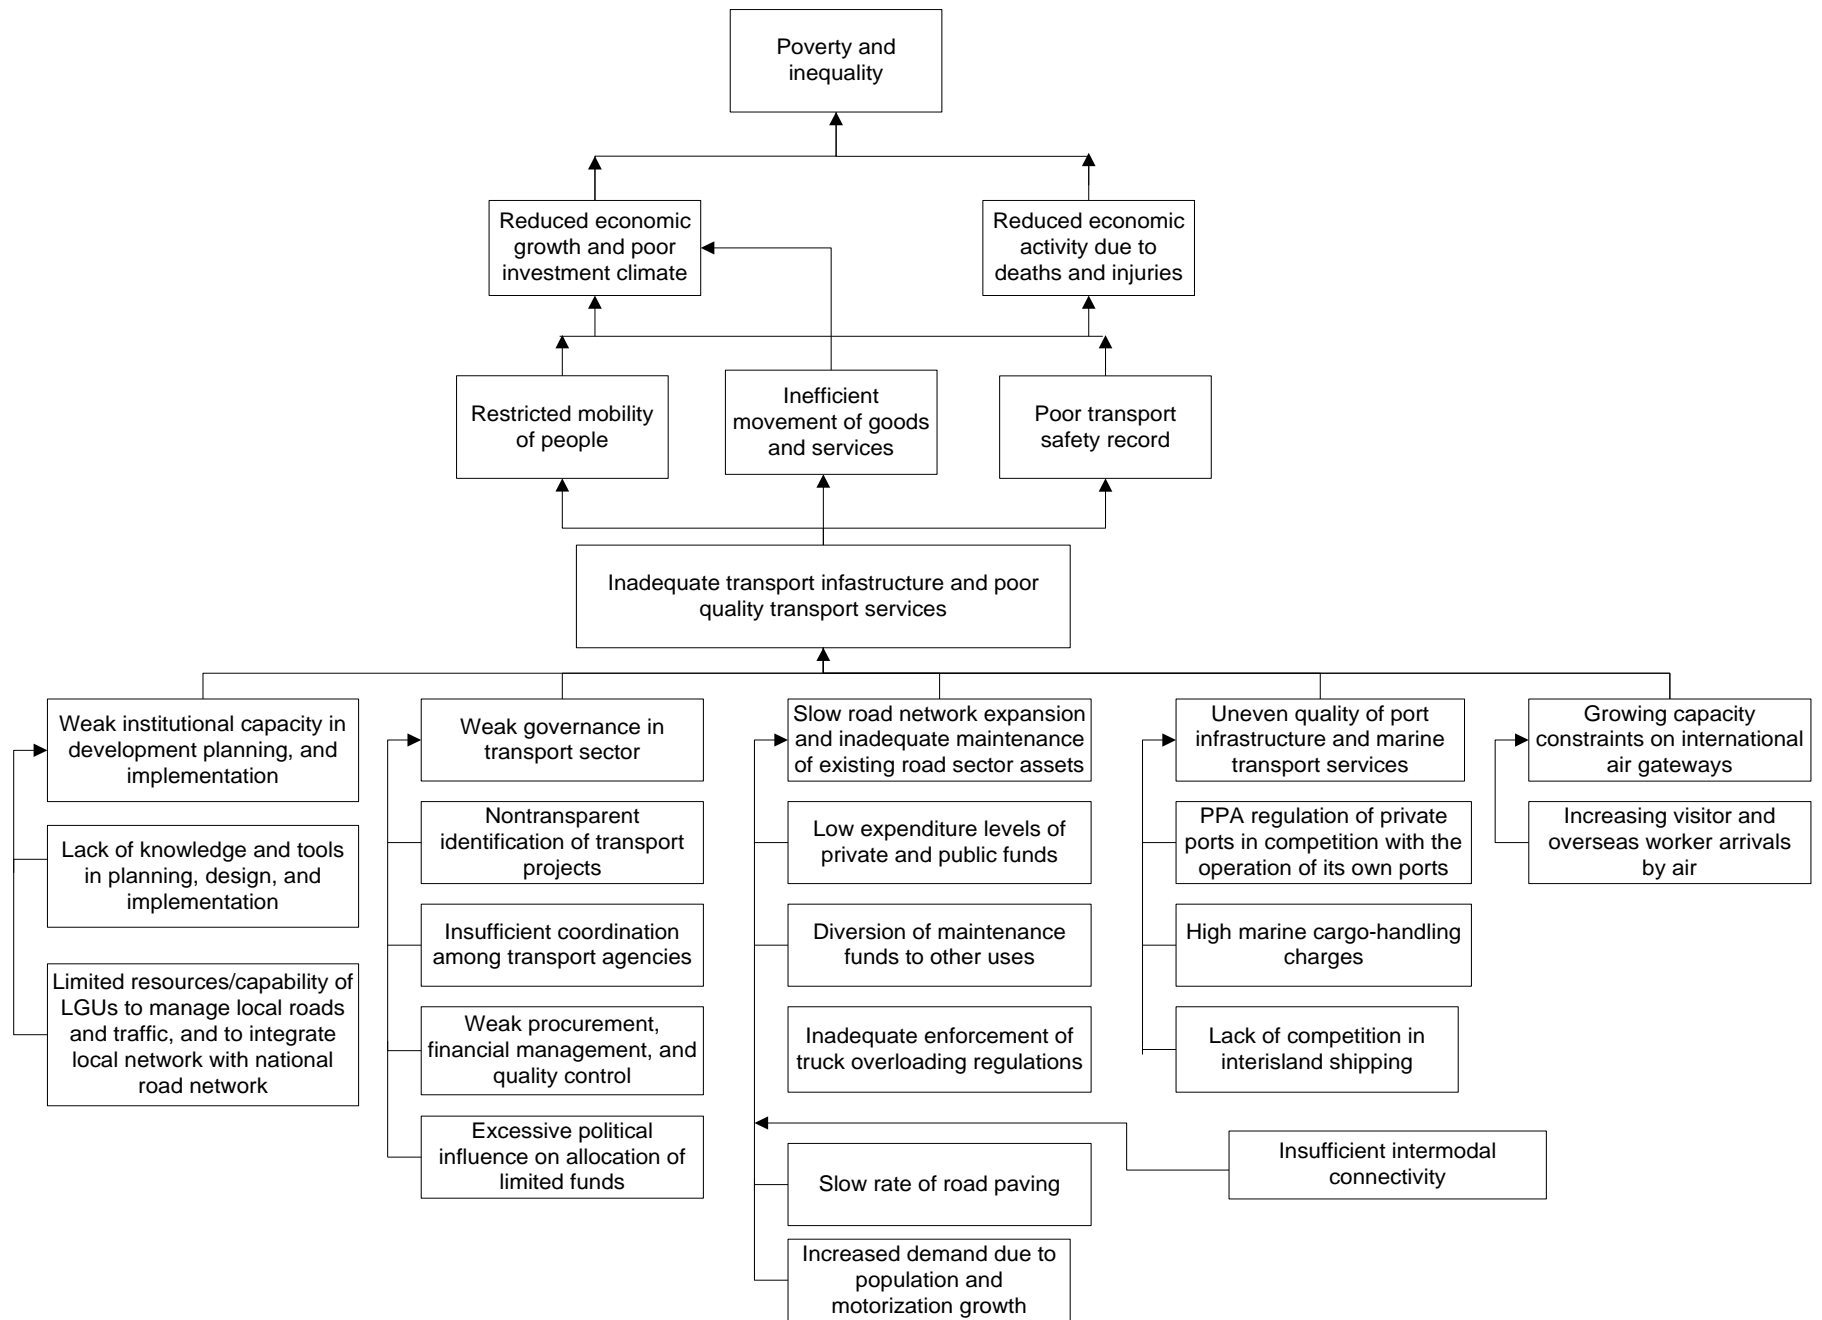 Poverty and
inequality
Reduced economic
growth and poor
investment climate
Reduced economic
activity due to
deaths and injuries
Restricted mobility
of people
Inefficient
movement of goods
and services
Poor transport
safety record
Inadequate transport infastructure and poor
quality transport services
Weak institutional capacity in
development planning, and
implementation
Lack of knowledge and tools
in planning, design, and
implementation
Limited resources/capability of
LGUs to manage local roads
and traffic, and to integrate
local network with national
road network
Weak governance in
transport sector
Nontransparent
identification of transport
projects
Insufficient coordination
among transport agencies
Weak procurement,
financial management, and
quality control
Excessive political
influence on allocation of
limited funds
Slow road network expansion
and inadequate maintenance
of existing road sector assets
Low expenditure levels of
private and public funds
Diversion of maintenance
funds to other uses
Inadequate enforcement of
truck overloading regulations
Slow rate of road paving
Increased demand due to
population and
motorization growth
Uneven quality of port
infrastructure and marine
transport services
PPA regulation of private
ports in competition with the
operation of its own ports
High marine cargo-handling
charges
Lack of competition in
interisland shipping
Insufficient intermodal
connectivity
Growing capacity
constraints on international
air gateways
Increasing visitor and
overseas worker arrivals
by air